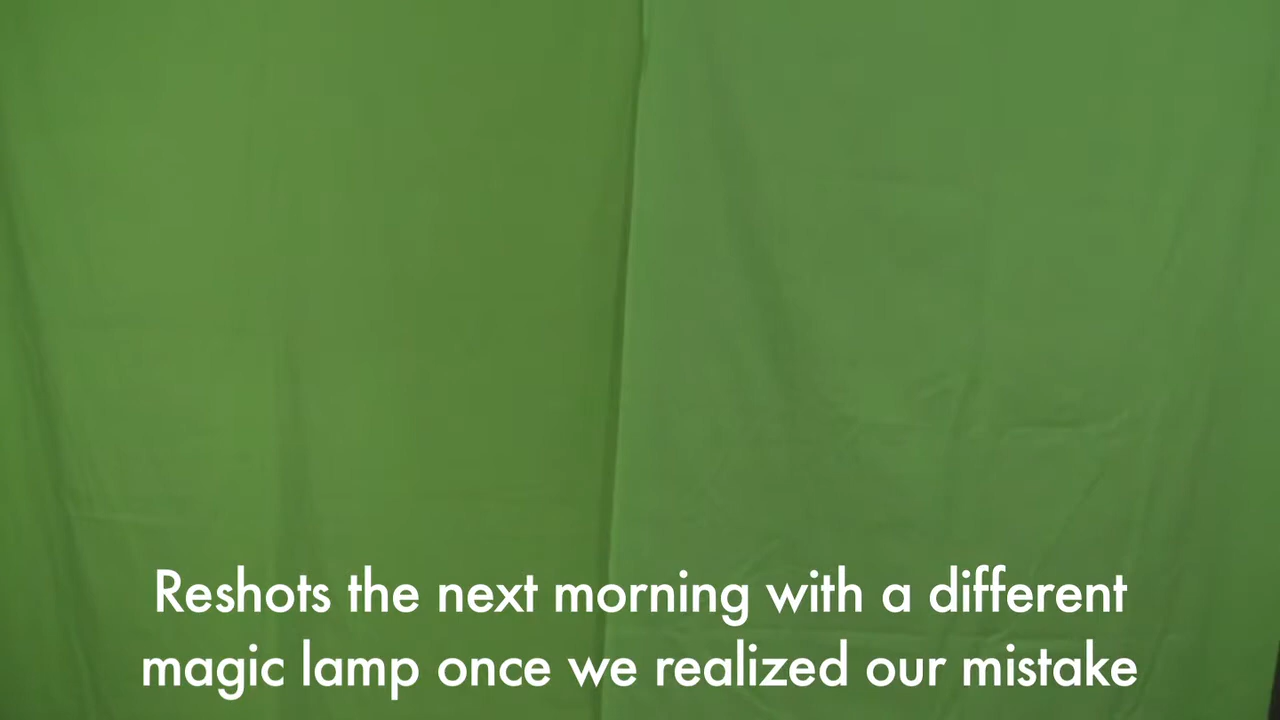 Reshots the next morning with a different
magic lamp once we realized our mistake